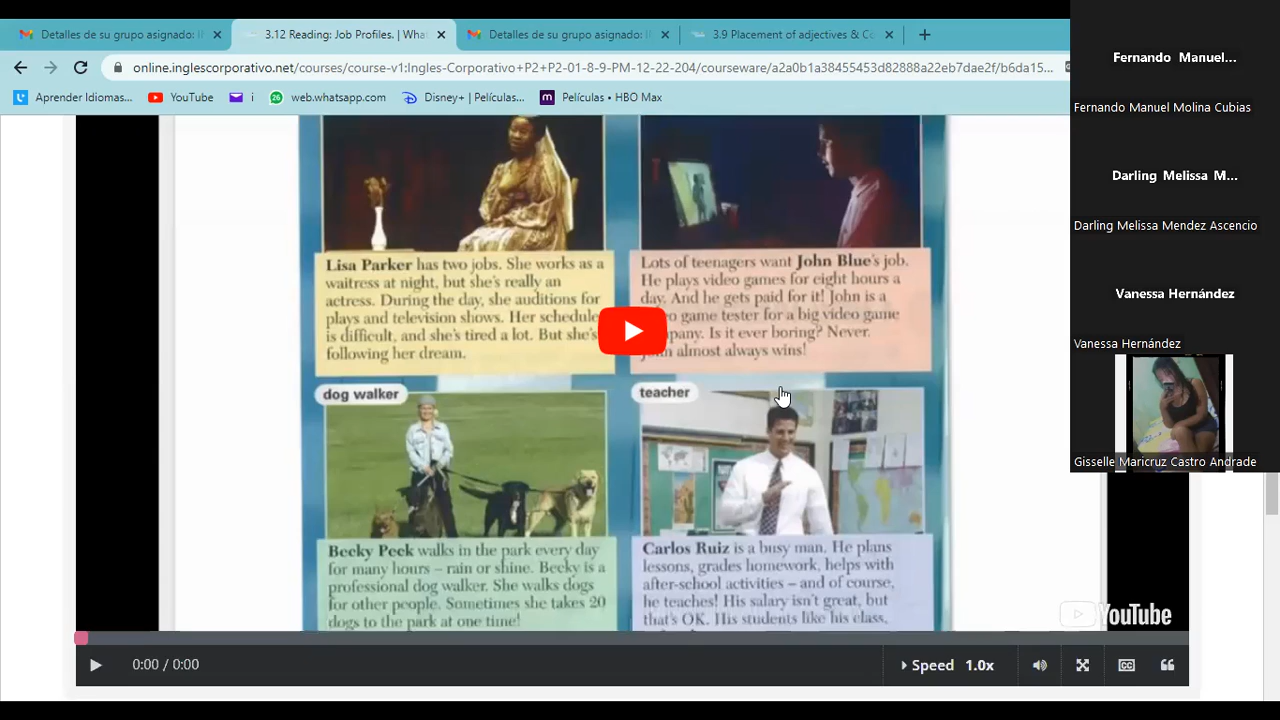 Detalles de su grupo asignado: I
3.12 Reading: Job Profiles. | Wha
Detalles de su grupo asignado: I
3.9 Placement of adjectives & C
online.inglescorporativo.net/courses/course-v1:Ingles-Corporativo+P2+P2-01-8-9-PM-12-22-204/courseware/a2a0b1a38455453d82888a22eb7dae2f/b6da15...
Aprender Idiomas...
YouTube
i
web.whatsapp.com
Disney+ | Películas...
Películas • HBO Max
Lisa Parker has two jobs. She works as a
waitress at night, but she's really an
actress. During the day, she auditions for
plays and television shows. Her schedule
is difficult, and she's tired a lot. But she's
following her dream.
Lots of teenagers want John Blue's job.
He plays video games for eight hours a
day. And he gets paid for it! John is a
game tester for a big video game
Is it ever boring? Never.
almost always wins!
dog walker
teacher
Becky Peek walks in the park every day
for many hours – rain or shine. Becky is a
professional dog walker. She walks dogs
for other people. Sometimes she takes 20
dogs to the park at one time!
Carlos Ruiz is a busy man. He plans
lessons, grades homework, helps with
after-school activities – and of course,
he teaches! His salary isn't great, but
that's OK. His students like his class,
YouTube
0:00 / 0:00
Speed 1.0x
CC
Fernando Manuel...
Fernando Manuel Molina Cubias
Darling Melissa M...
Darling Melissa Mendez Ascencio
Vanessa Hernández
Vanessa Hernández
Gisselle Maricruz Castro Andrade